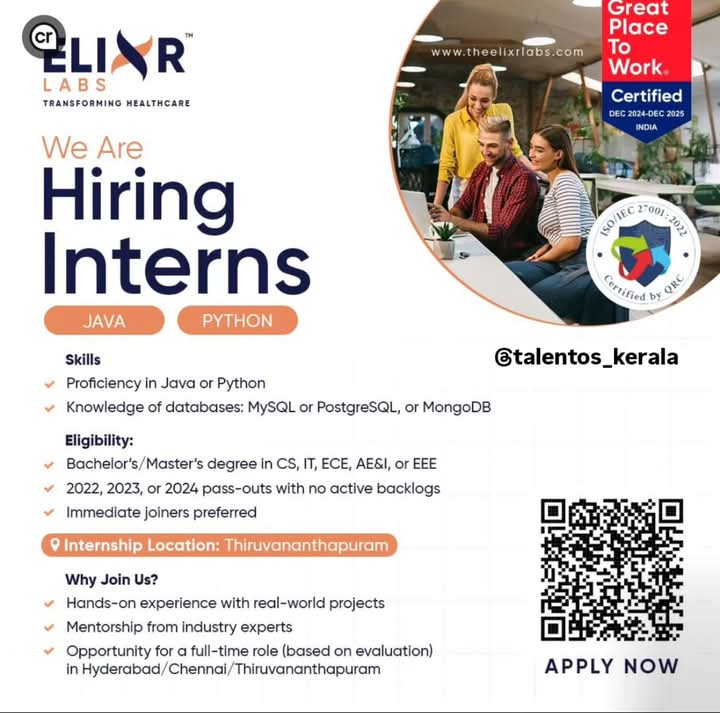 cr
ELIXR™
LABS
TRANSFORMING HEALTHCARE
www.theelixrlabs.com
Great
Place
To
Work®
Certified
DEC 2024-DEC 2025
INDIA
We Are
Hiring
Interns
JAVA
PYTHON
ISO/IEC 27001:2022
Certified by QRC
@talentos_kerala
Skills
Proficiency in Java or Python
Knowledge of databases: MySQL or PostgreSQL, or MongoDB
Eligibility:
Bachelor's/Master's degree in CS, IT, ECE, AE&I, or EEE
2022, 2023, or 2024 pass-outs with no active backlogs
Immediate joiners preferred
Internship Location: Thiruvananthapuram
Why Join Us?
Hands-on experience with real-world projects
Mentorship from industry experts
Opportunity for a full-time role (based on evaluation)
in Hyderabad/Chennai/Thiruvananthapuram
APPLY NOW